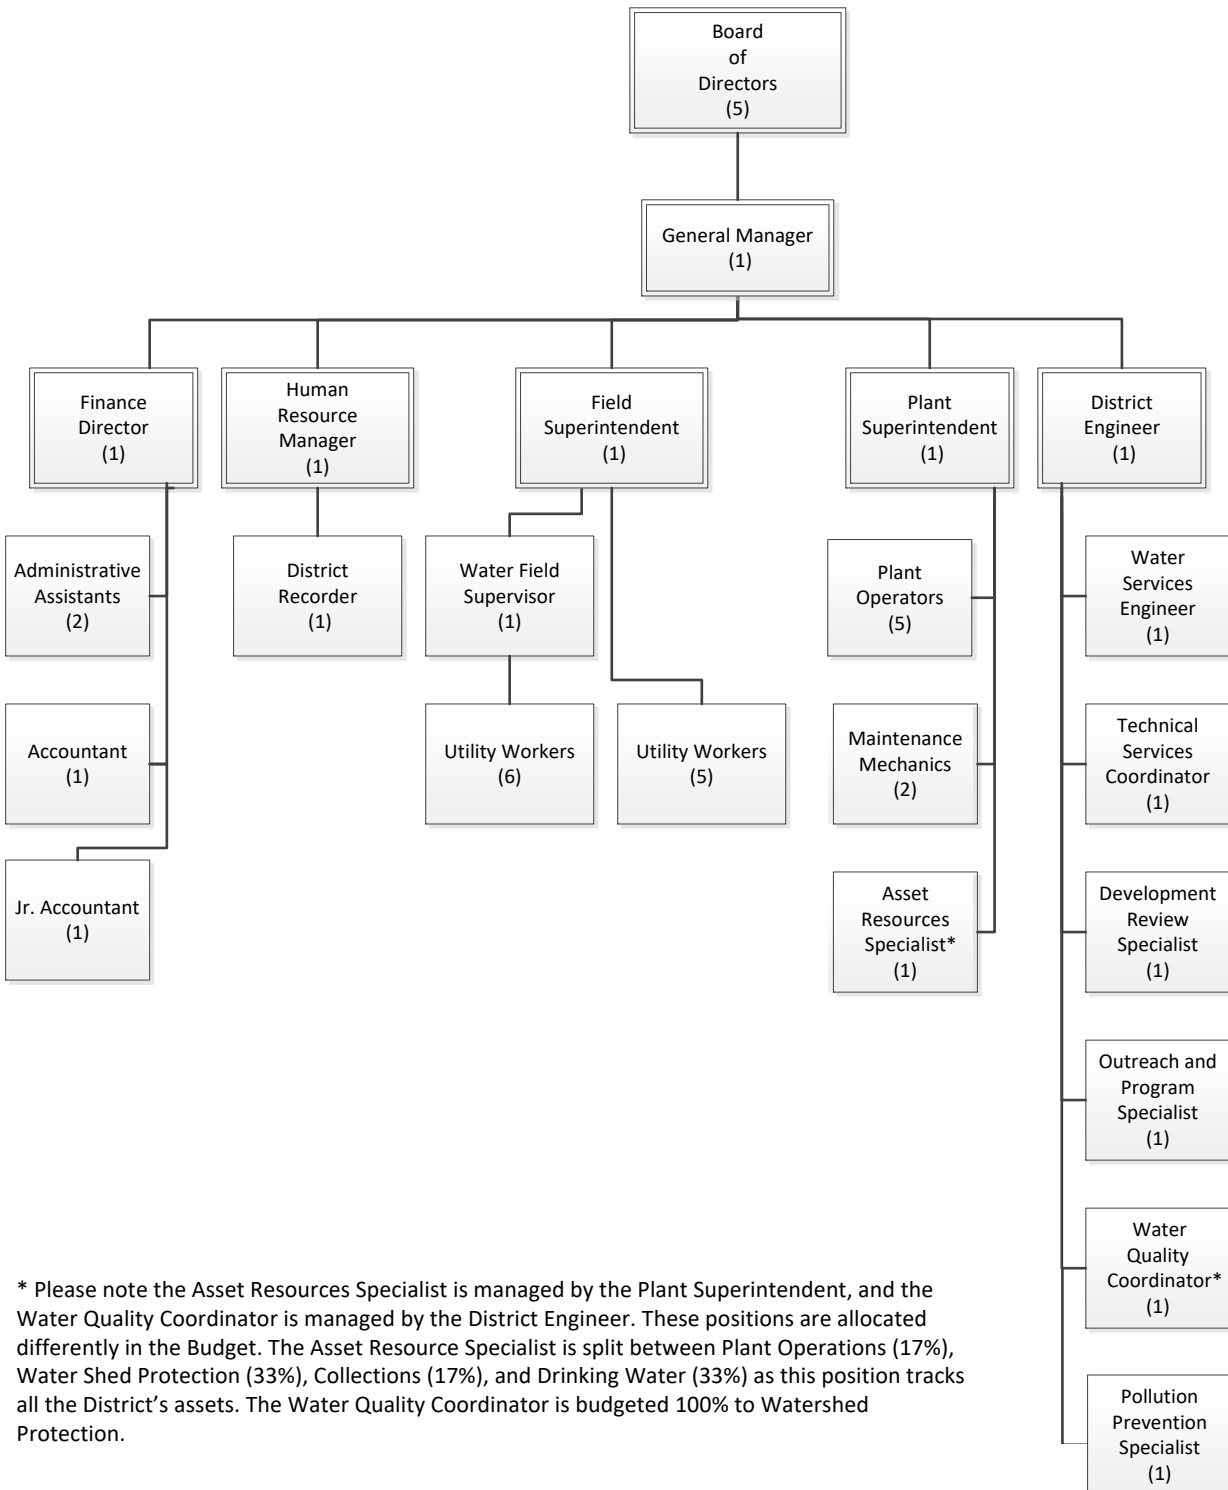 Board
of
Directors
(5)
General Manager
(1)
Finance
Director
(1)
Human
Resource
Manager
(1)
Field
Superintendent
(1)
Plant
Superintendent
(1)
District
Engineer
(1)
Administrative
Assistants
(2)
District
Recorder
(1)
Water Field
Supervisor
(1)
Plant
Operators
(5)
Water
Services
Engineer
(1)
Accountant
(1)
Utility Workers
(6)
Utility Workers
(5)
Maintenance
Mechanics
(2)
Technical
Services
Coordinator
(1)
Jr. Accountant
(1)
Asset
Resources
Specialist*
(1)
Development
Review
Specialist
(1)
Outreach and
Program
Specialist
(1)
Water
Quality
Coordinator*
(1)
Pollution
Prevention
Specialist
(1)
* Please note the Asset Resources Specialist is managed by the Plant Superintendent, and the
Water Quality Coordinator is managed by the District Engineer. These positions are allocated
differently in the Budget. The Asset Resource Specialist is split between Plant Operations (17%),
Water Shed Protection (33%), Collections (17%), and Drinking Water (33%) as this position tracks
all the District's assets. The Water Quality Coordinator is budgeted 100% to Watershed
Protection.